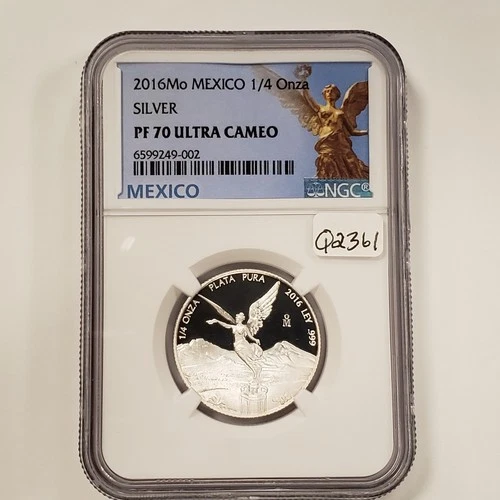 2016Mo MEXICO 1/4 Onza
SILVER
PF 70 ULTRA CAMEO
6599249-002
MEXICO
NGC®
Q2361
1/4 ONZA PLATA PURA 2016 LEY .999
Mo